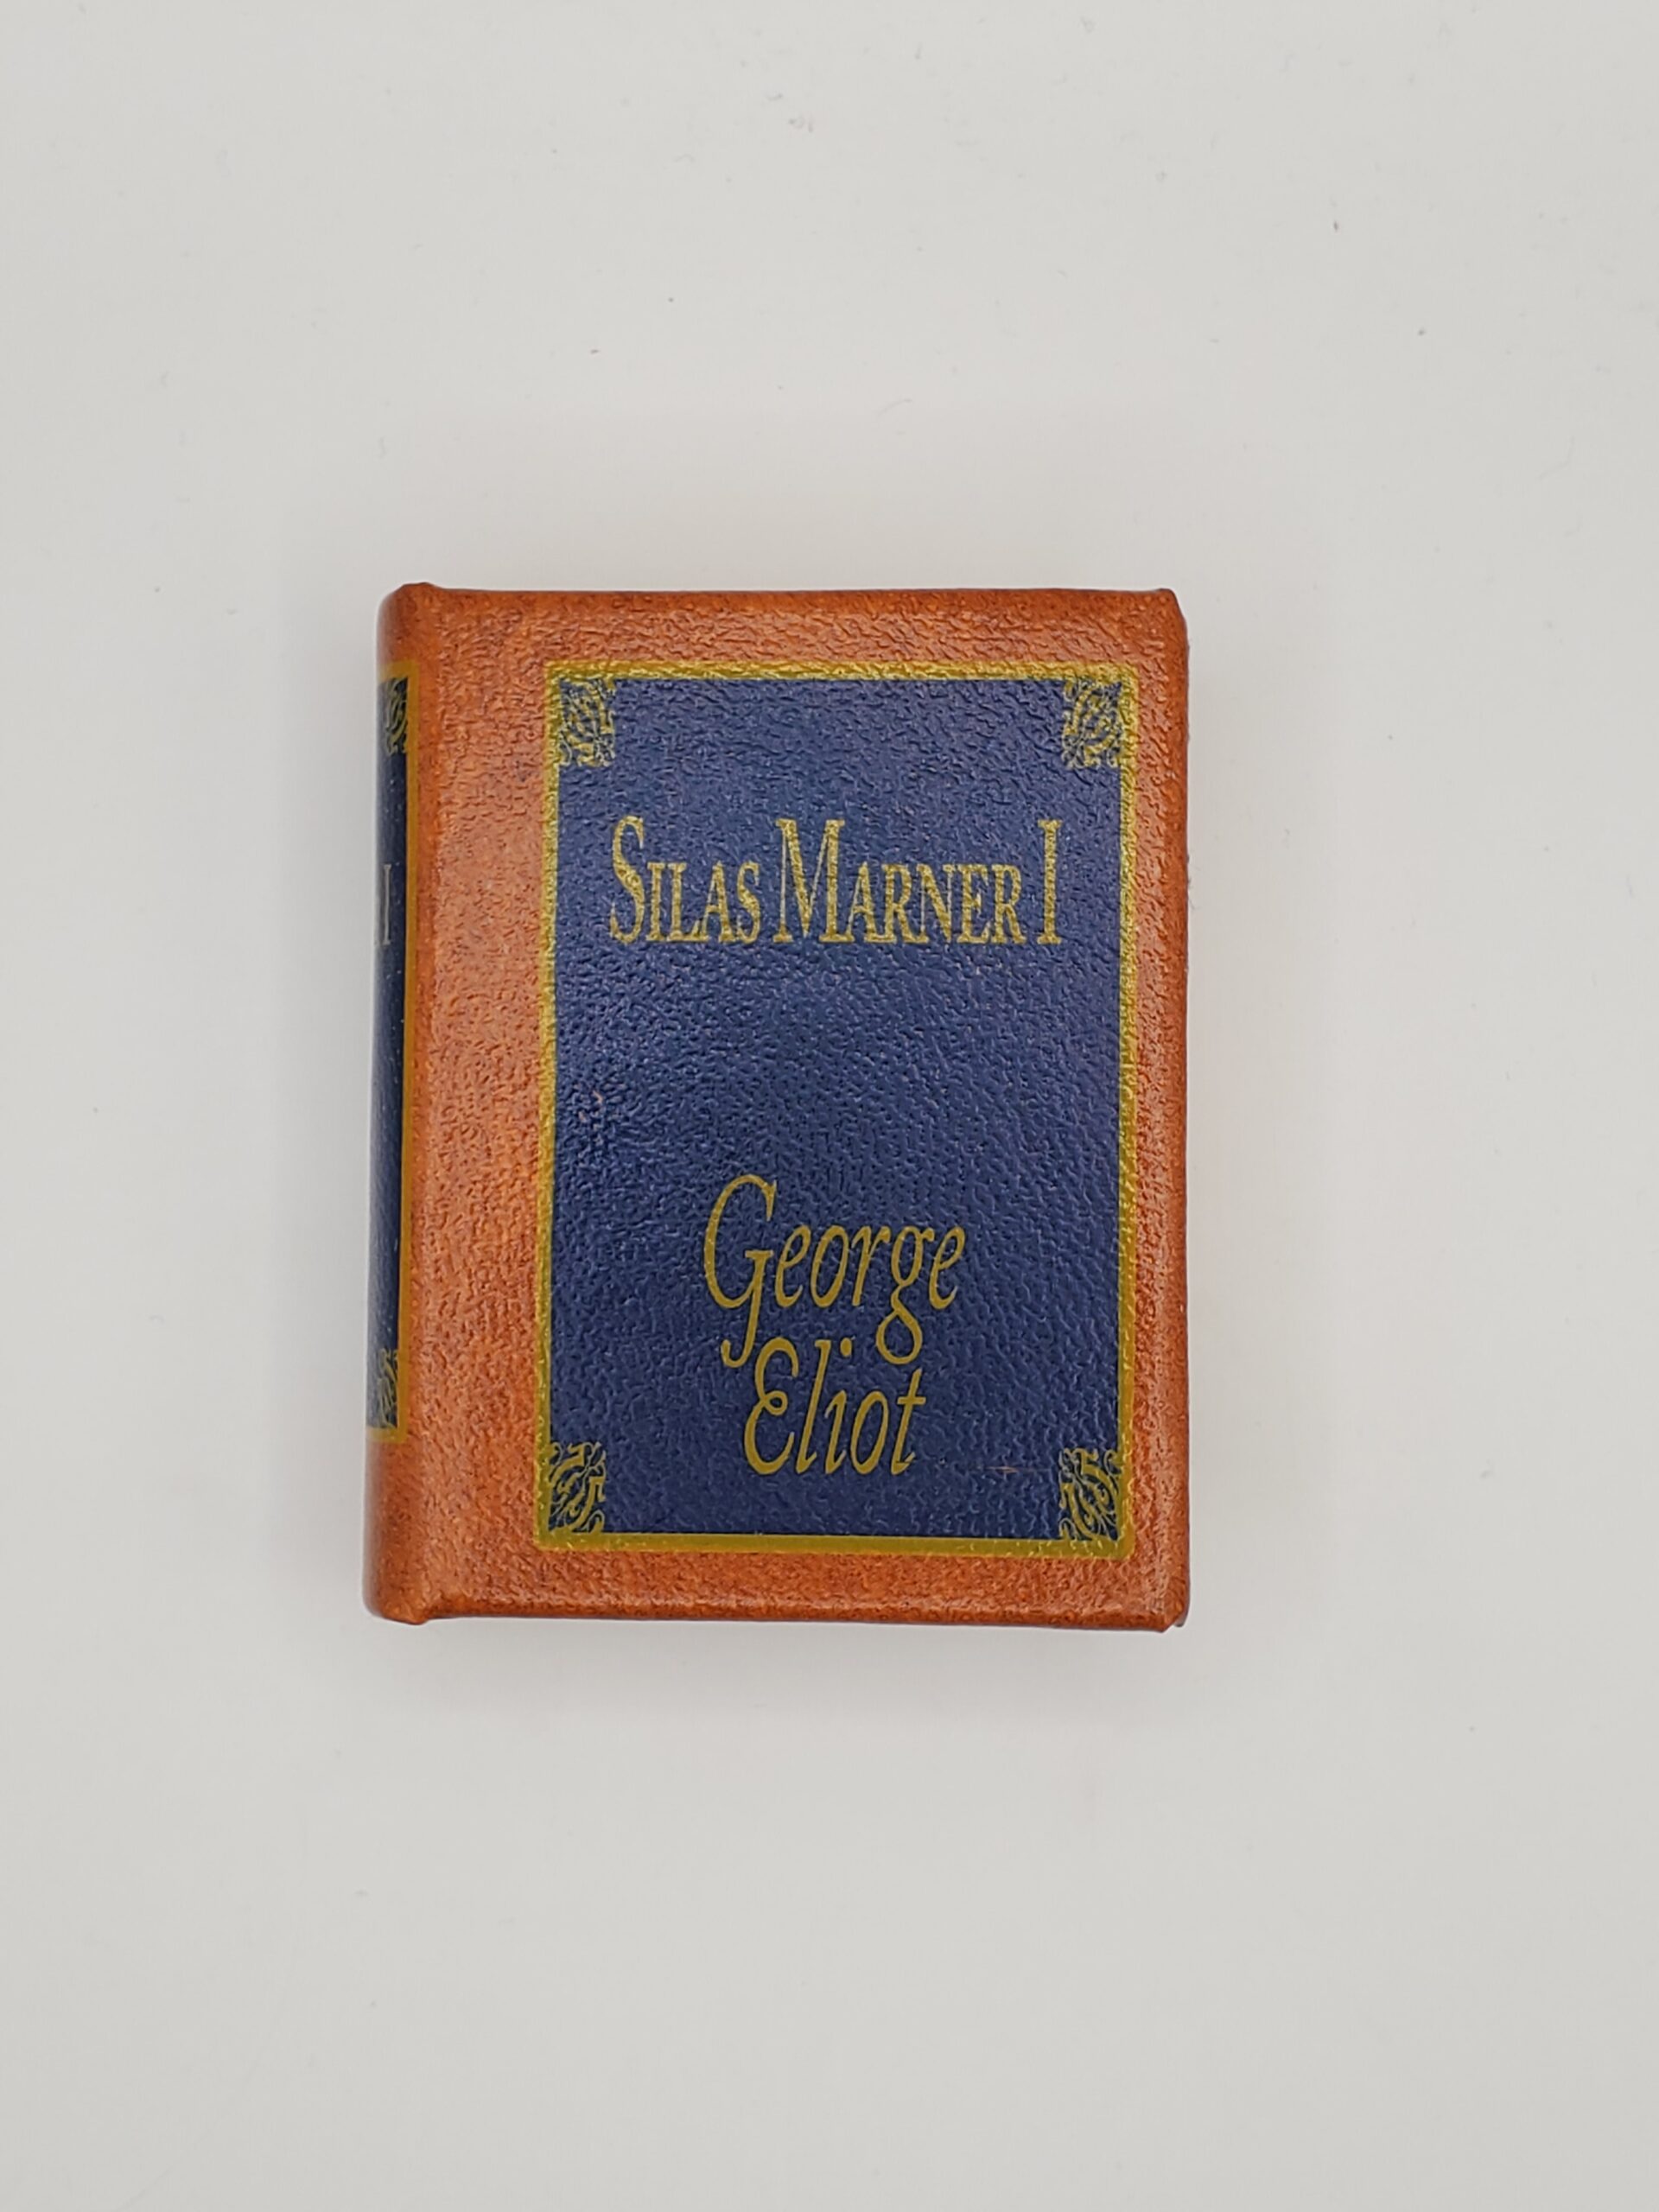 SILAS MARNER I
George
Eliot
I